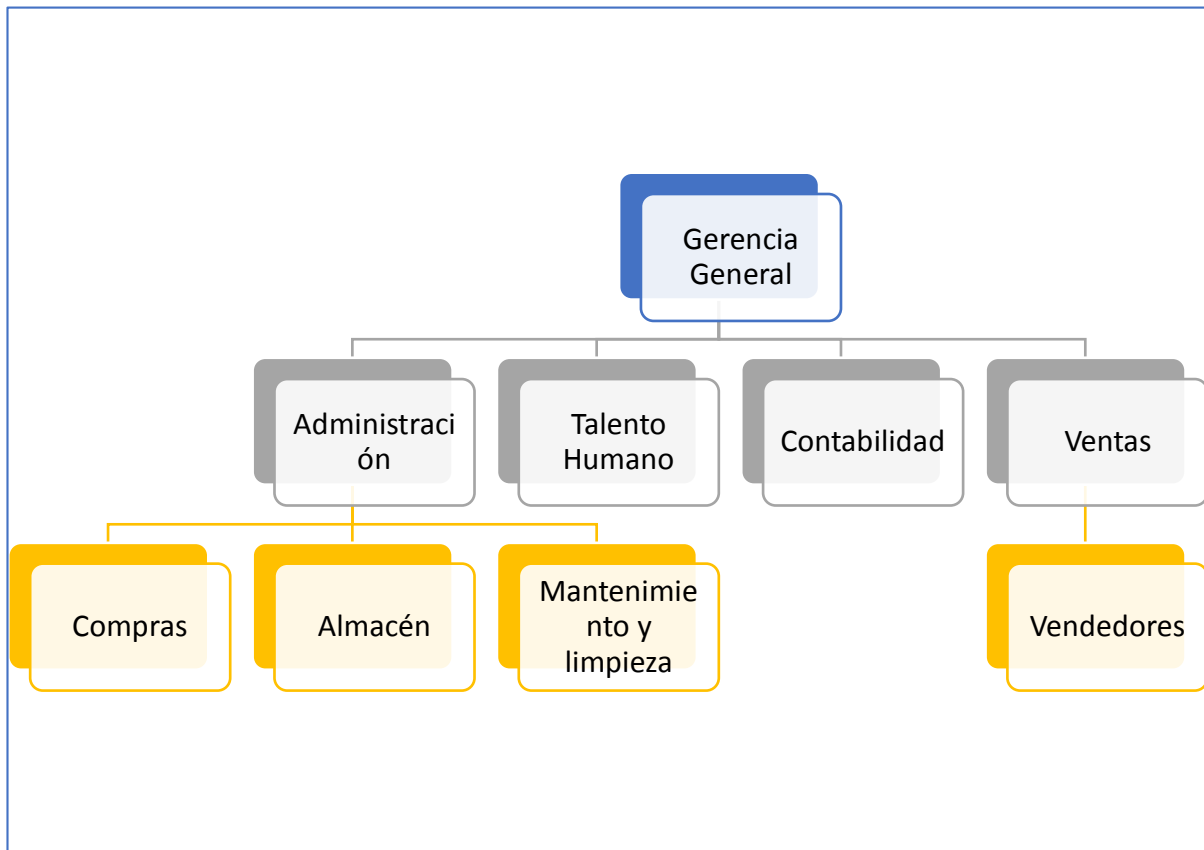 Gerencia
General
Administraci
ón
Talento
Humano
Contabilidad
Ventas
Compras
Almacén
Mantenimie
nto y
limpieza
Vendedores